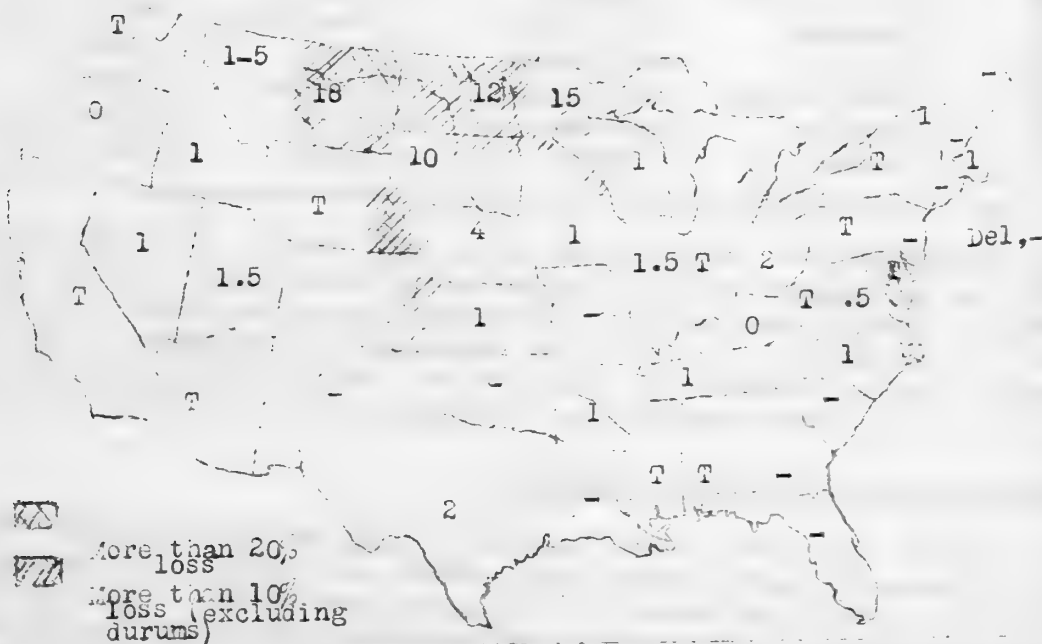 T
1-5
18 12 15
0
1
1
10
1
T 1
T
T
1 4 1 - Del,-
1.5 1.5 T 2
T
T T .5
1 - 0
1
- - 1
T 1 -
T T -
2 -
-
More than 20%
loss
More than 10%
loss (excluding
durums)